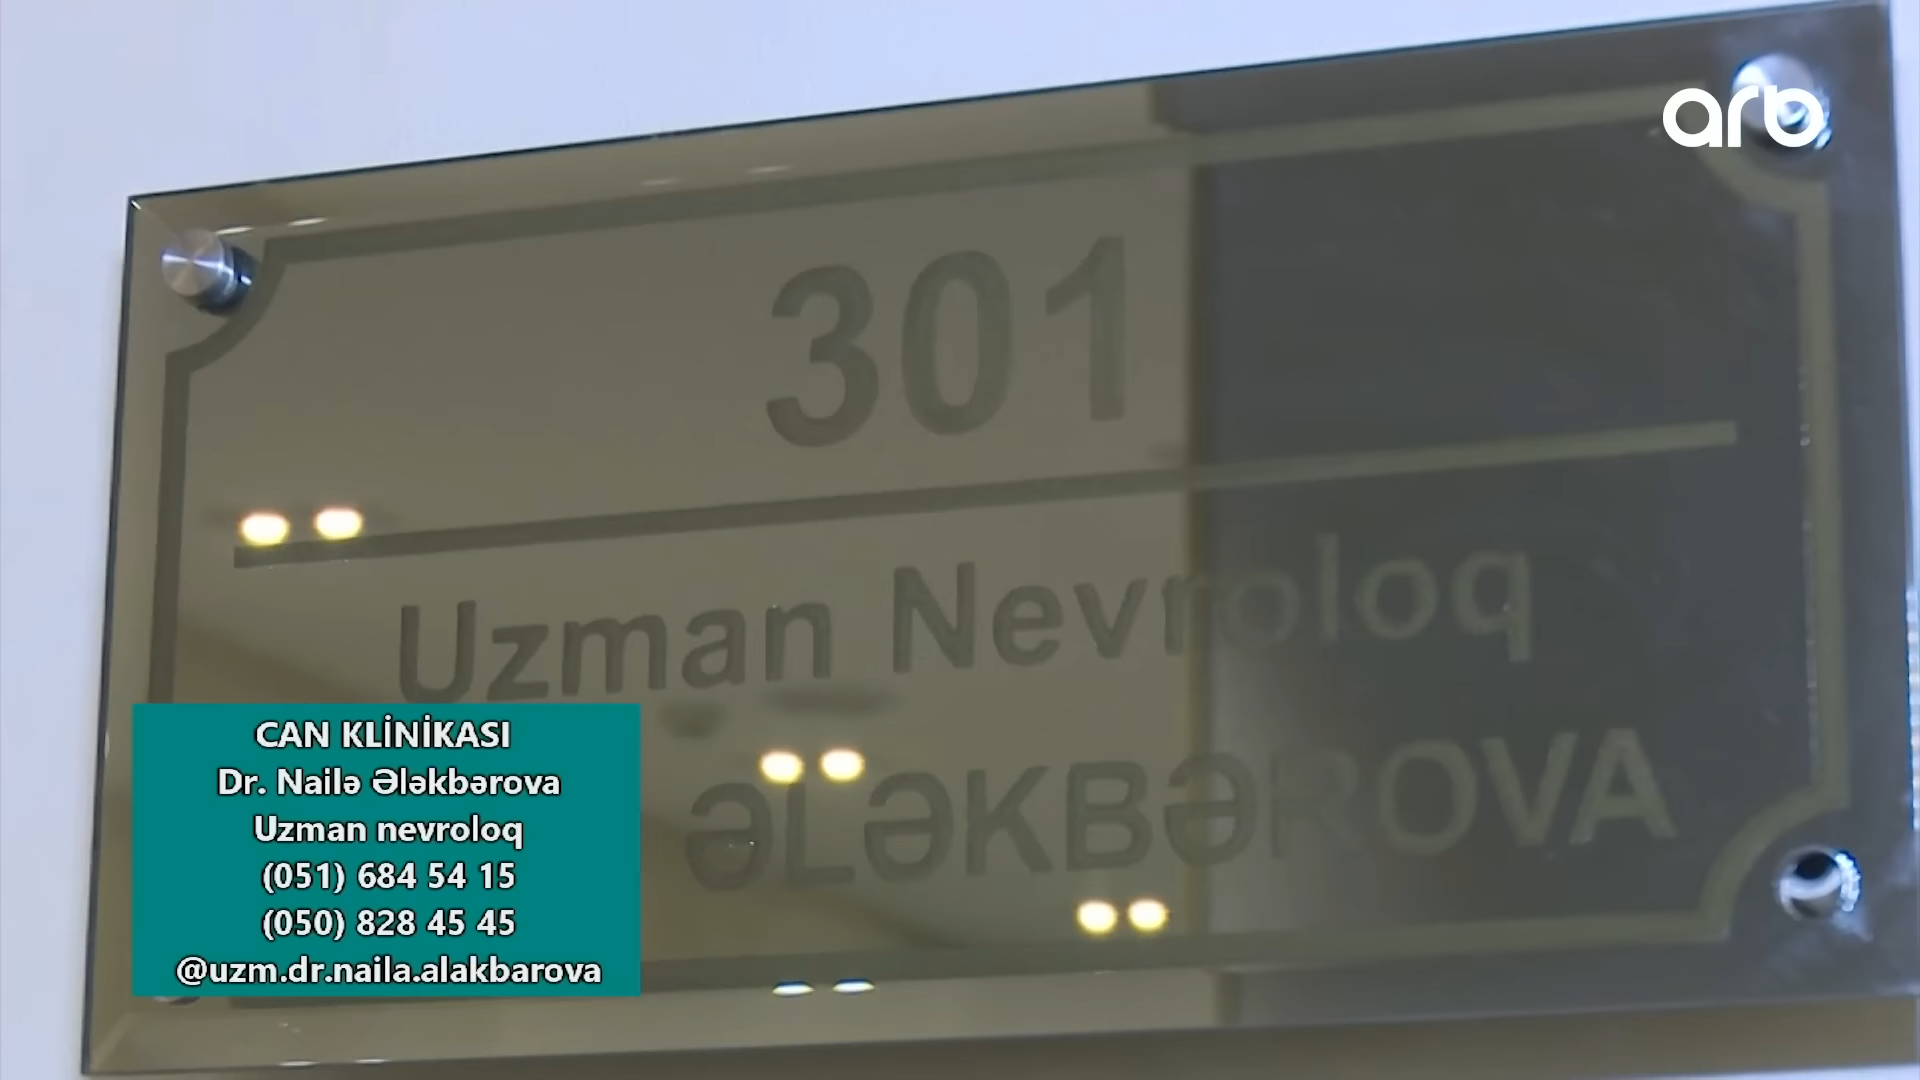 arb
301
Uzman Nevroloq
ƏLƏKBƏROVA
CAN KLİNİKASI
Dr. Nailə Ələkbərova
Uzman nevroloq
(051) 684 54 15
(050) 828 45 45
@uzm.dr.naila.alakbarova